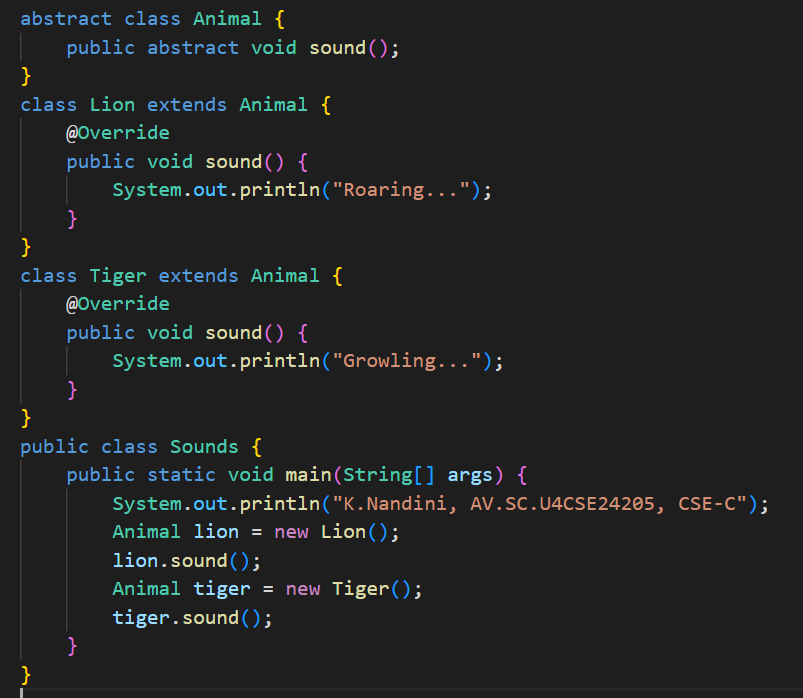 abstract class Animal {
    public abstract void sound();
}
class Lion extends Animal {
    @Override
    public void sound() {
        System.out.println("Roaring...");
    }
}
class Tiger extends Animal {
    @Override
    public void sound() {
        System.out.println("Growling...");
    }
}
public class Sounds {
    public static void main(String[] args) {
        System.out.println("K.Nandini, AV.SC.U4CSE24205, CSE-C");
        Animal lion = new Lion();
        lion.sound();
        Animal tiger = new Tiger();
        tiger.sound();
    }
}